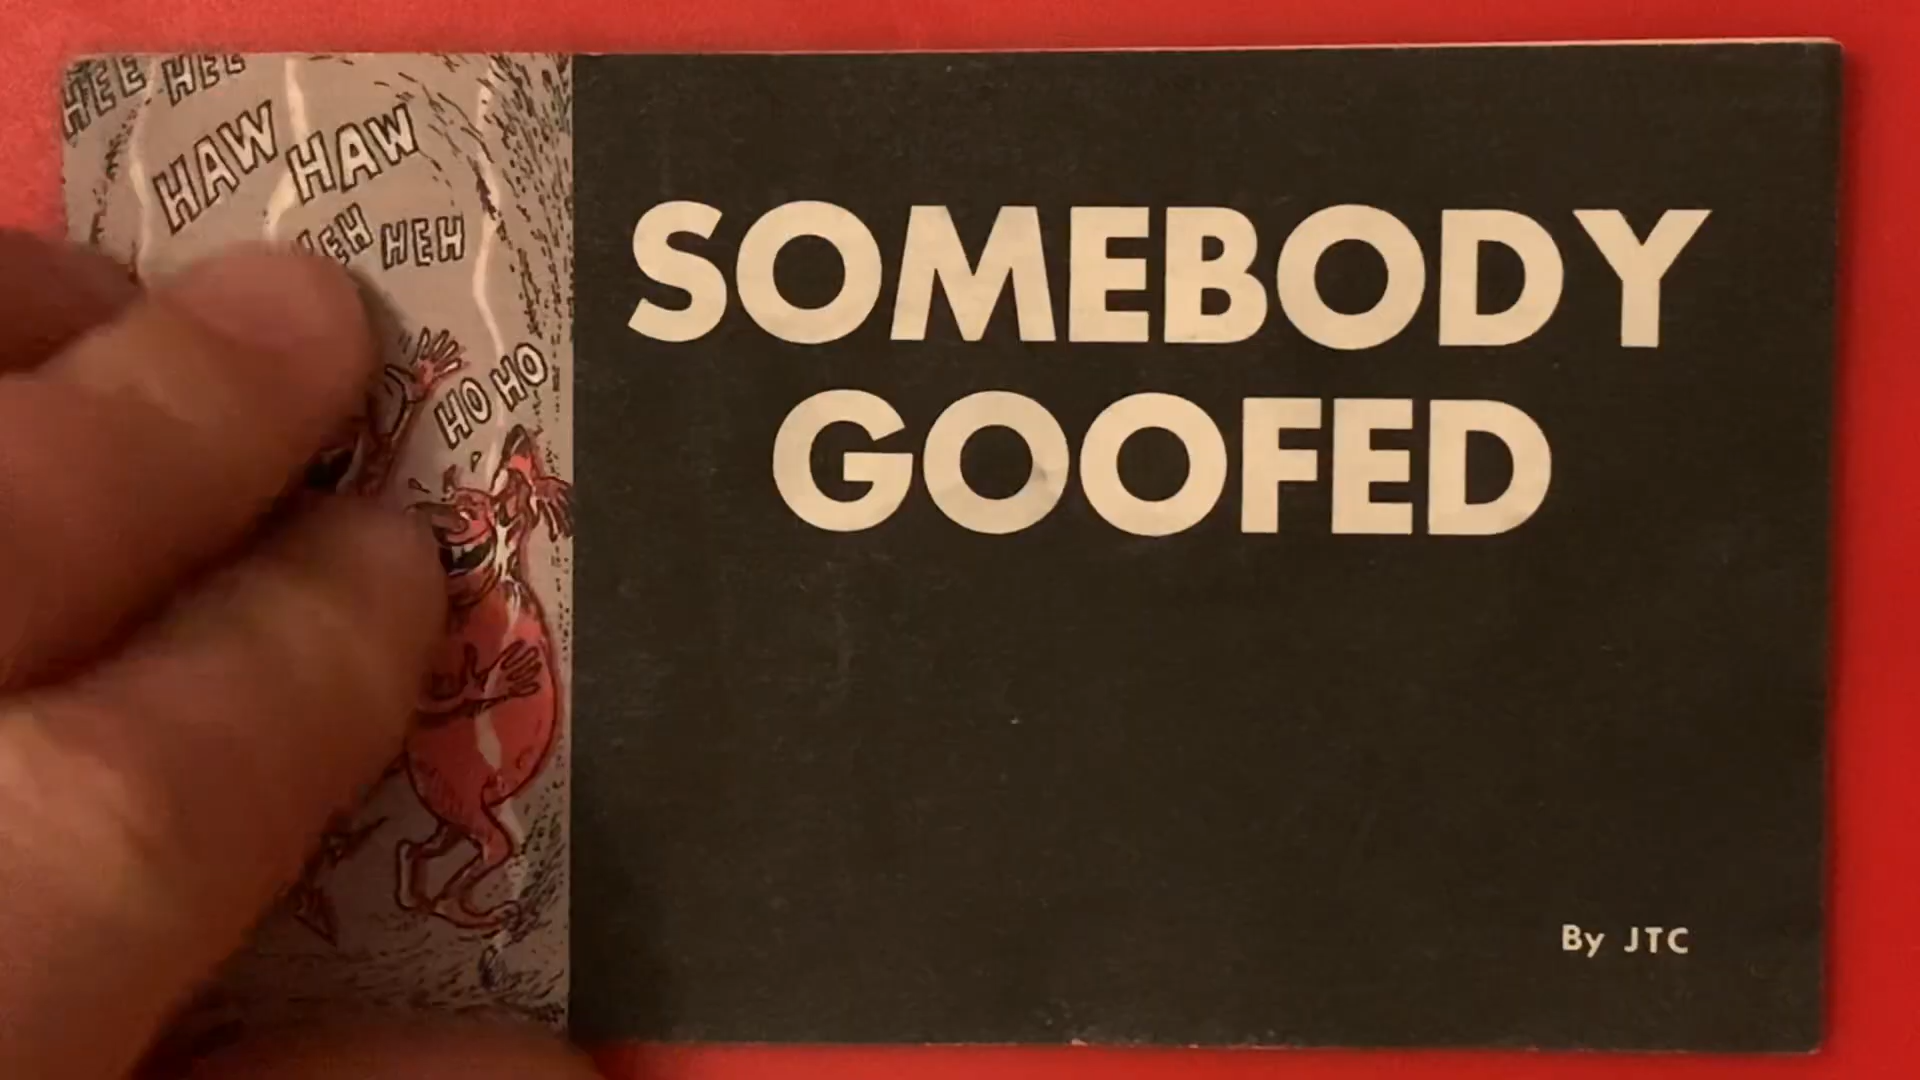 HEE HEE
HAW HAW
HEH HEH
HO HO
SOMEBODY
GOOFED
By JTC